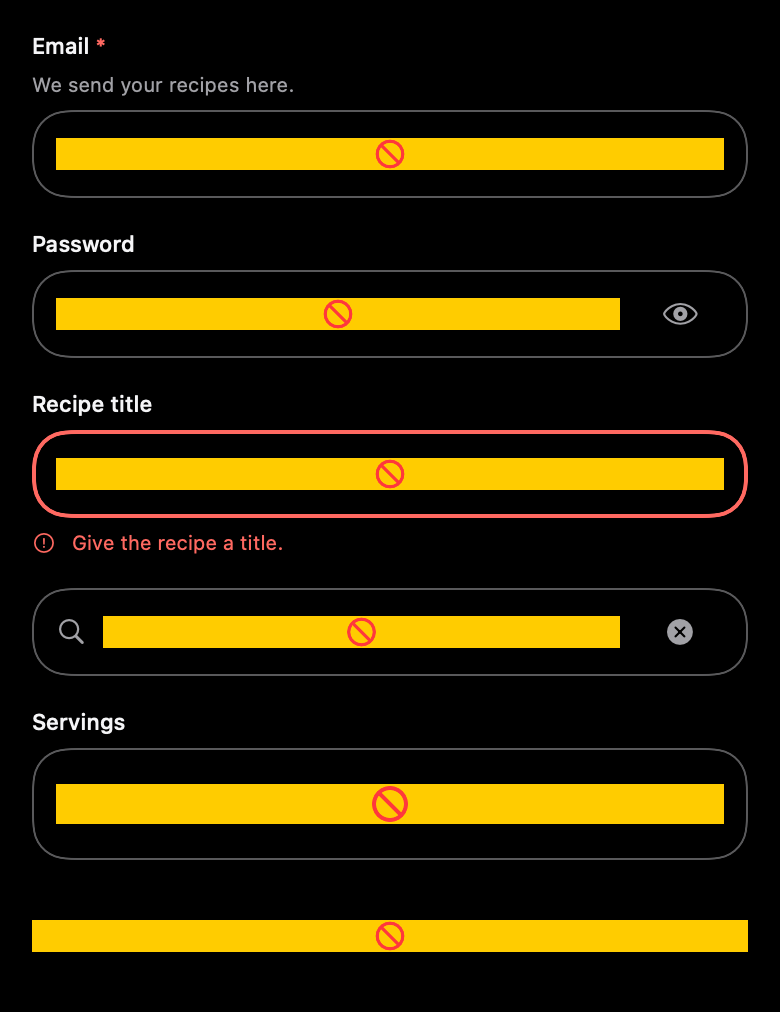 Email *
We send your recipes here.
Password
Recipe title
Give the recipe a title.
Servings